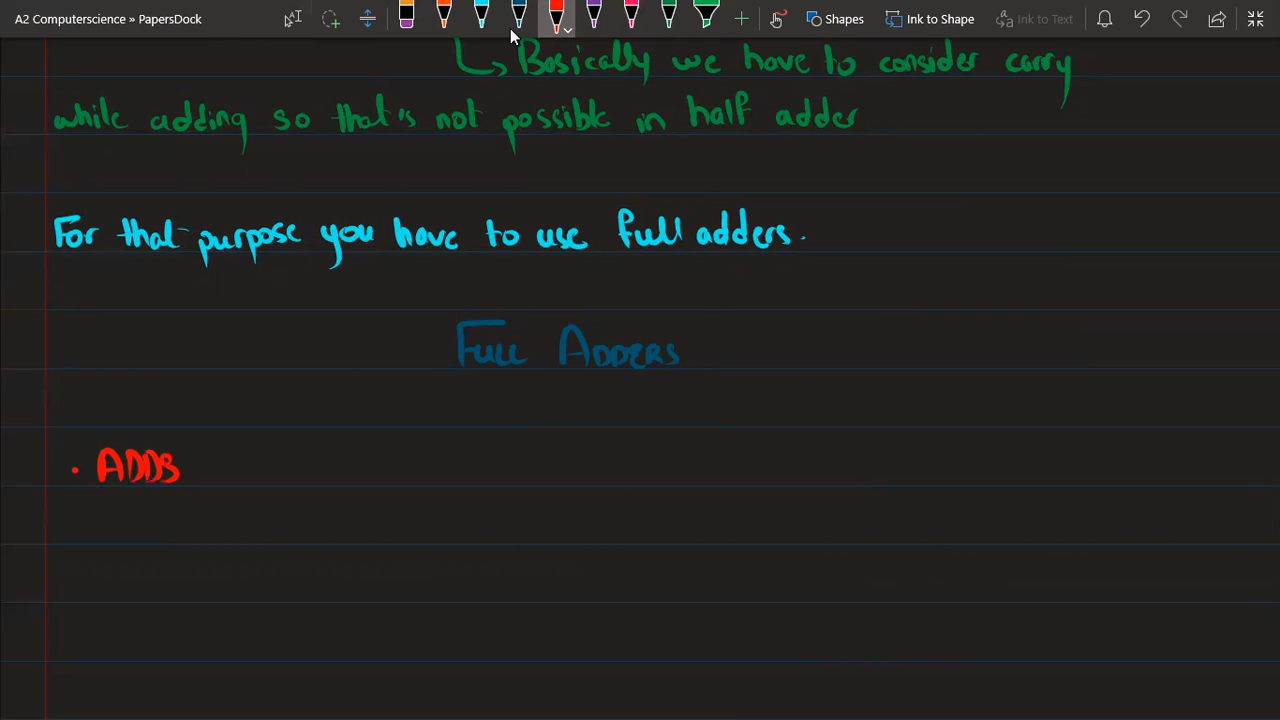 A2 Computerscience » PapersDock
Shapes
Ink to Shape
Ink to Text
Basically we have to consider carry
while adding so that's not possible in half adder
For that purpose you have to use full adders.
FULL ADDERS
• ADDS